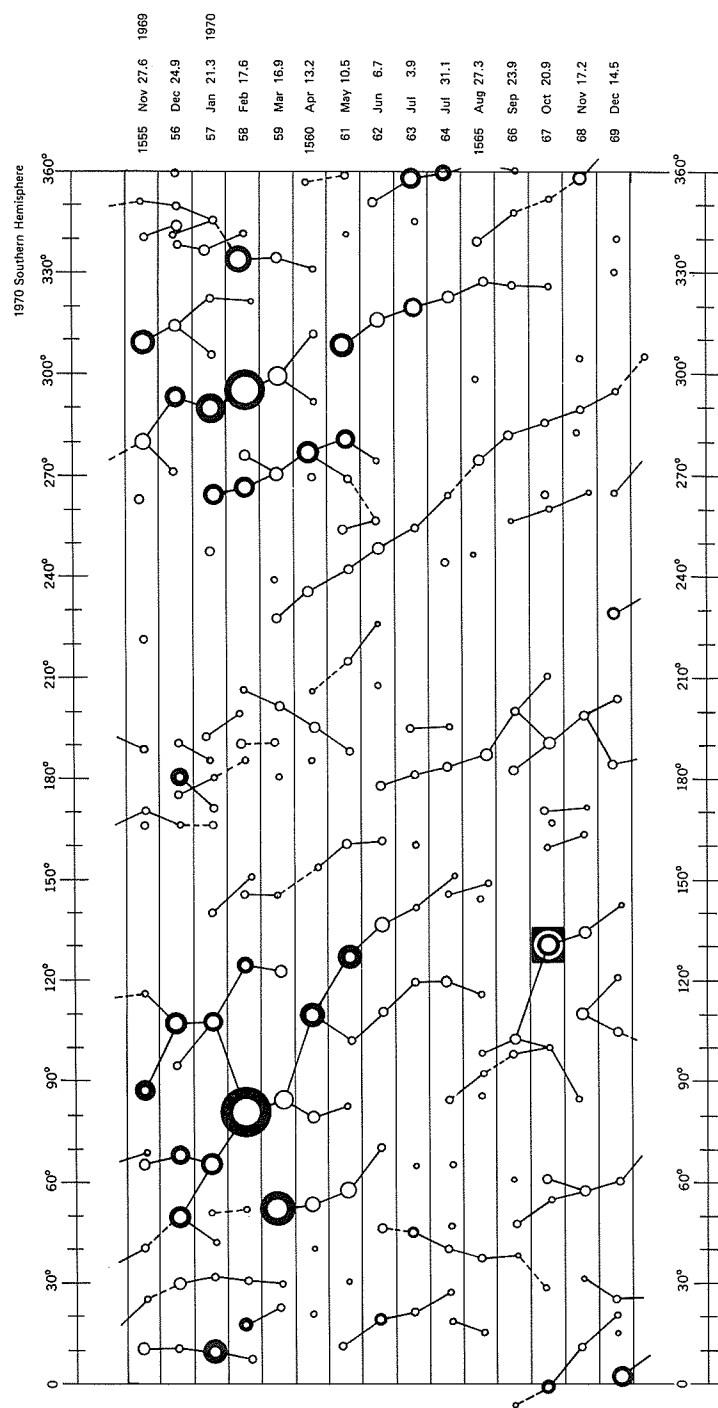 1970 Southern Hemisphere
1555 Nov 27.6 1969
56 Dec 24.9
57 Jan 21.3 1970
58 Feb 17.6
59 Mar 16.9
1560 Apr 13.2
61 May 10.5
62 Jun 6.7
63 Jul 3.9
64 Jul 31.1
1565 Aug 27.3
66 Sep 23.9
67 Oct 20.9
68 Nov 17.2
69 Dec 14.5
0 30° 60° 90° 120° 150° 180° 210° 240° 270° 300° 330° 360°
0 30° 60° 90° 120° 150° 180° 210° 240° 270° 300° 330° 360°